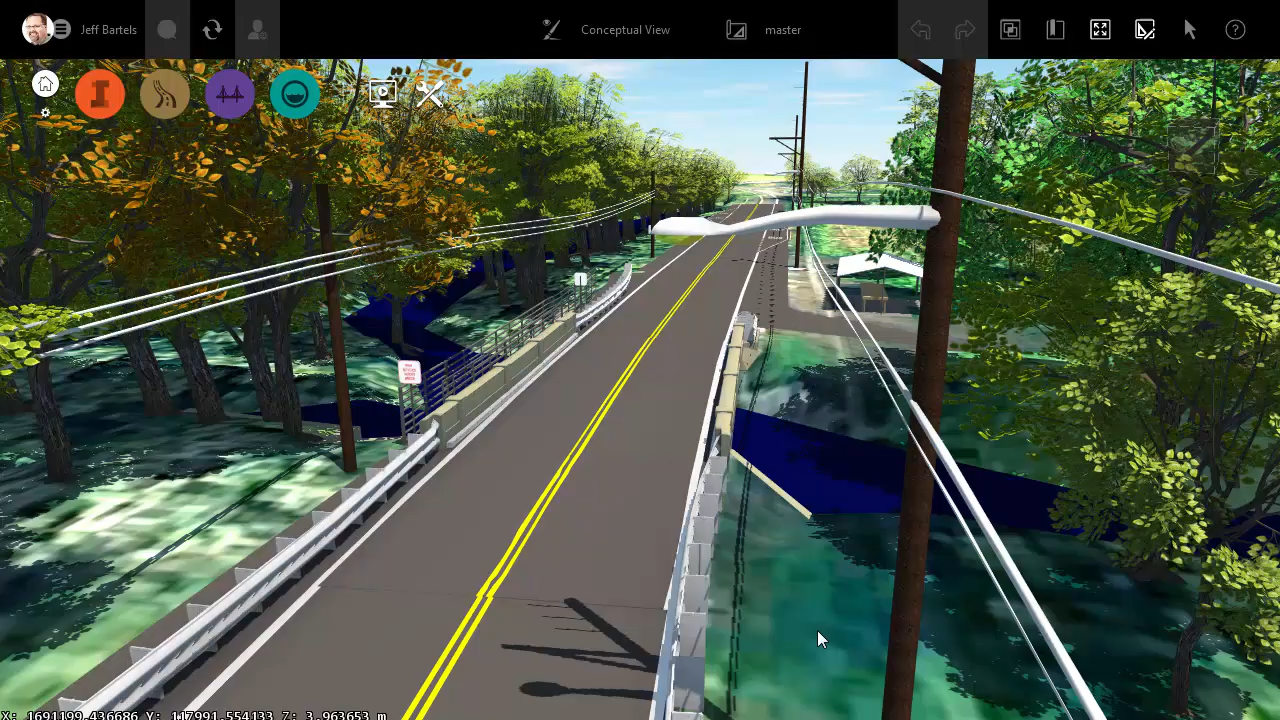 Jeff Bartels
Conceptual View
master
X: 1691199.436686 Y: 117991.554133 Z: 3.963653 m